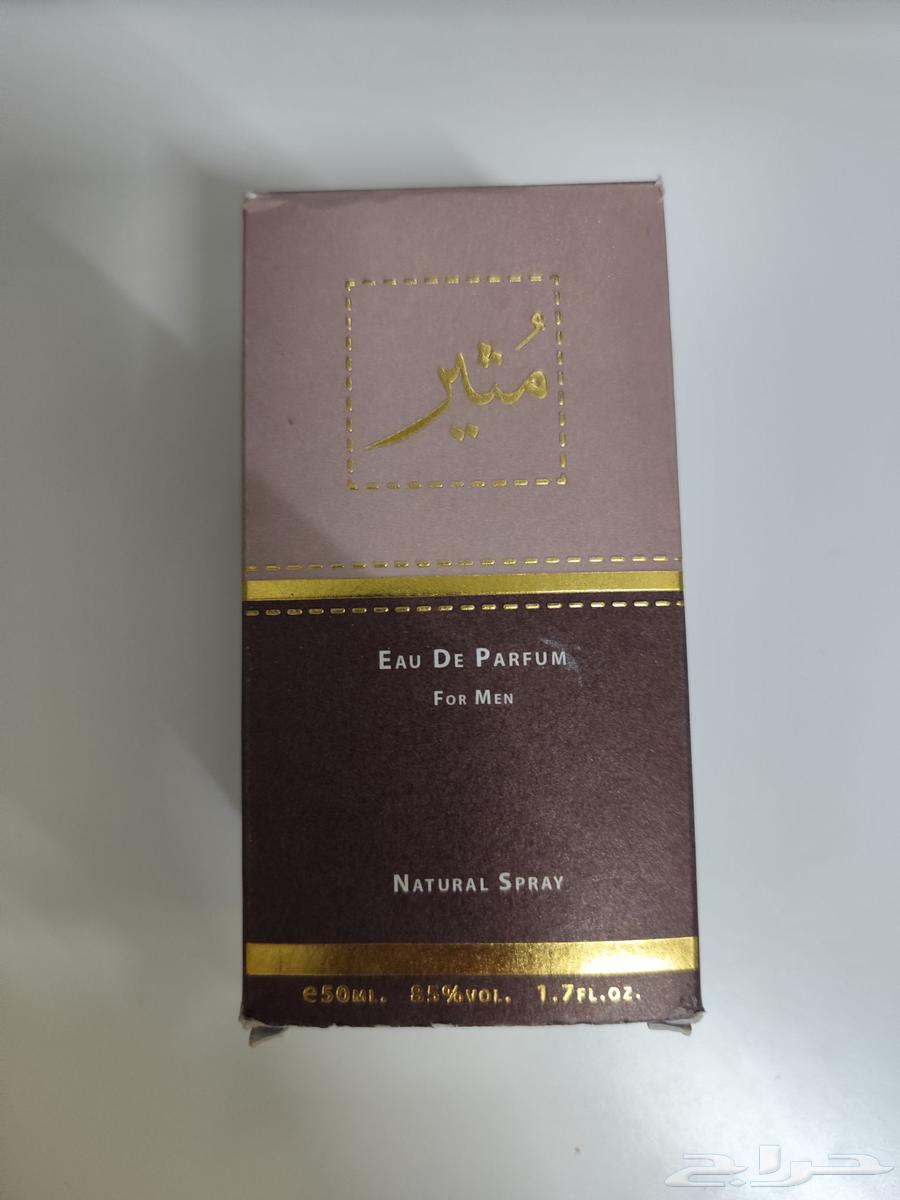 مُثير
EAU DE PARFUM
FOR MEN
NATURAL SPRAY
e50ML. 85%VOL. 1.7FL.OZ.
حراج